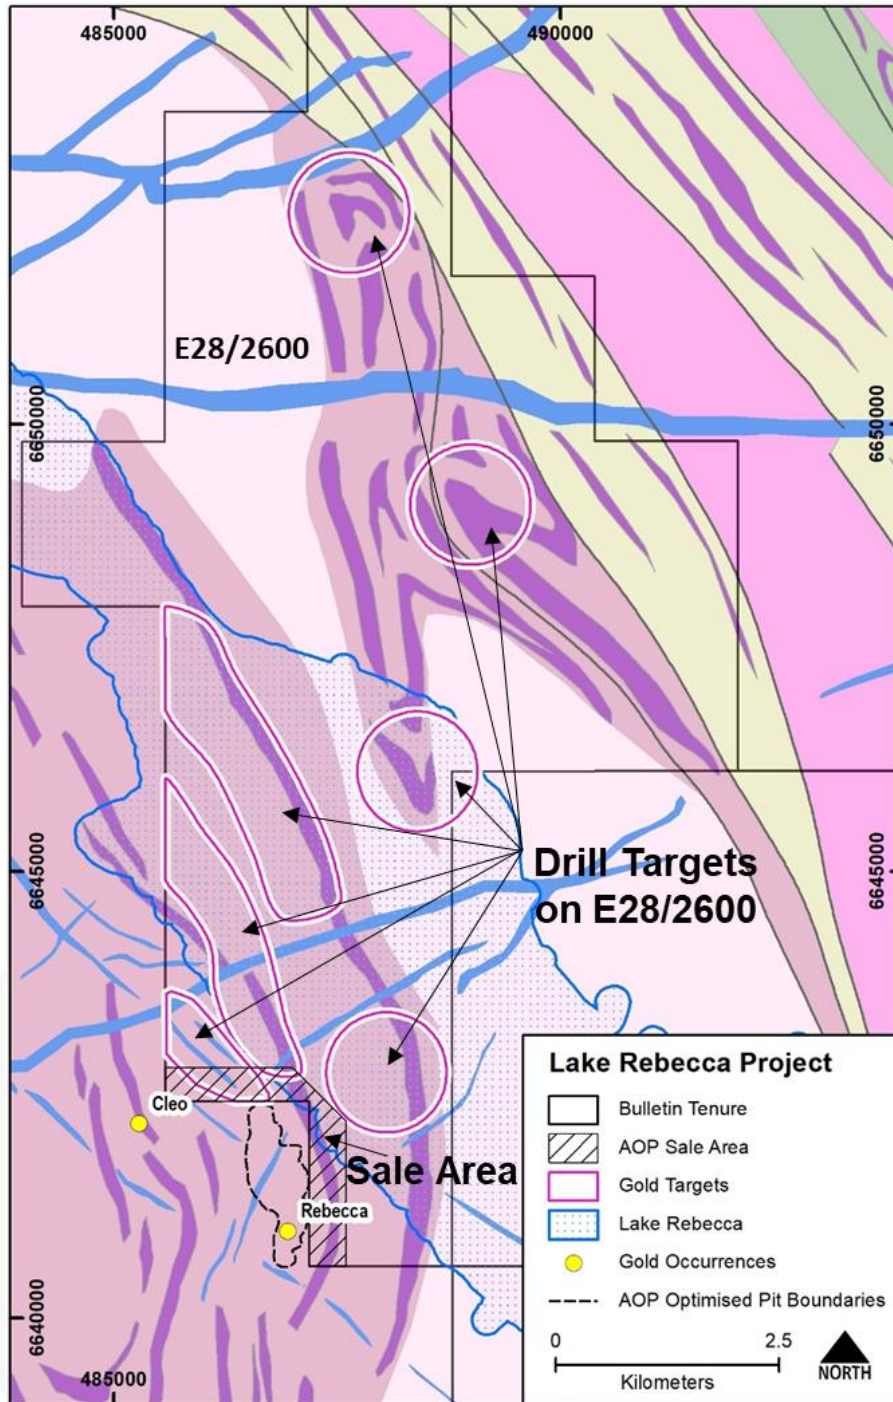 485000
490000
E28/2600
6650000
6650000
6645000
6645000
Drill Targets
on E28/2600
Cleo
Sale Area
Rebecca
6640000
485000
Lake Rebecca Project
Bulletin Tenure
AOP Sale Area
Gold Targets
Lake Rebecca
Gold Occurrences
AOP Optimised Pit Boundaries
0 2.5
Kilometers
NORTH